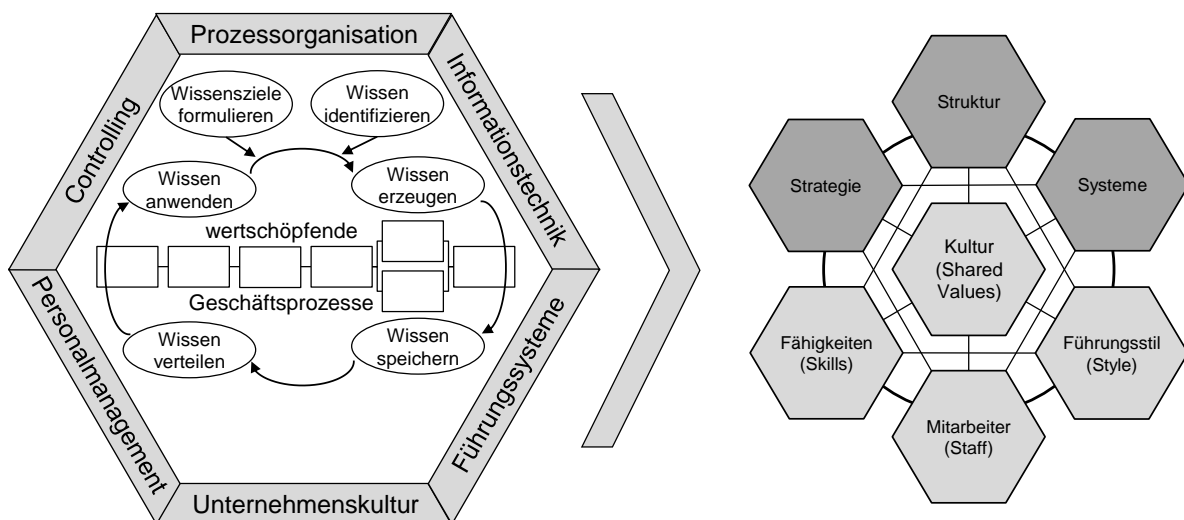 Prozessorganisation
Controlling
Informationstechnik
Wissensziele
formulieren
Wissen
identifizieren
Wissen
anwenden
Wissen
erzeugen
wertschöpfende
Geschäftsprozesse
Wissen
verteilen
Wissen
speichern
Personalmanagement
Führungssysteme
Unternehmenskultur
Struktur
Strategie
Systeme
Kultur
(Shared
Values)
Fähigkeiten
(Skills)
Führungsstil
(Style)
Mitarbeiter
(Staff)